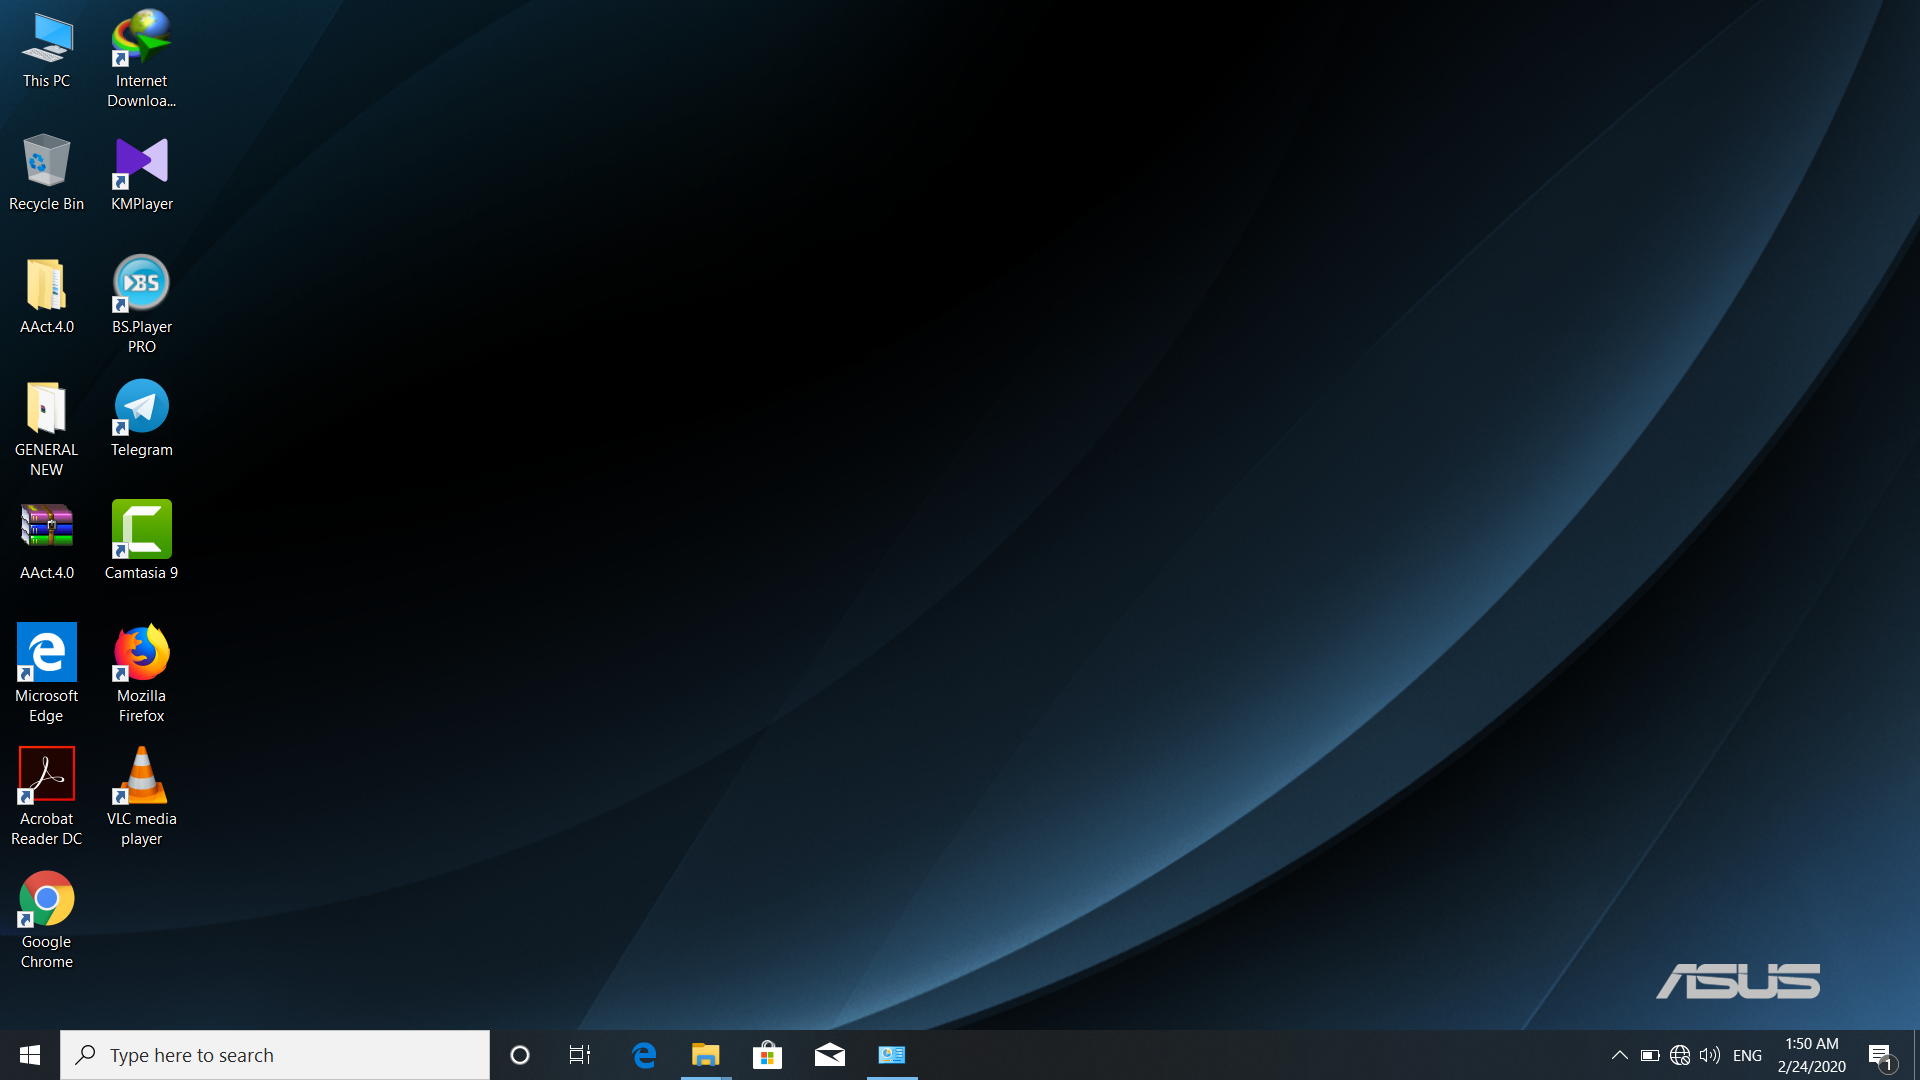 This PC
Internet
Downloa...
Recycle Bin
KMPlayer
AAct.4.0
BS.Player
PRO
GENERAL
NEW
Telegram
AAct.4.0
Camtasia 9
Microsoft
Edge
Mozilla
Firefox
Acrobat
Reader DC
VLC media
player
Google
Chrome
ASUS
Type here to search
ENG
1:50 AM
2/24/2020
1